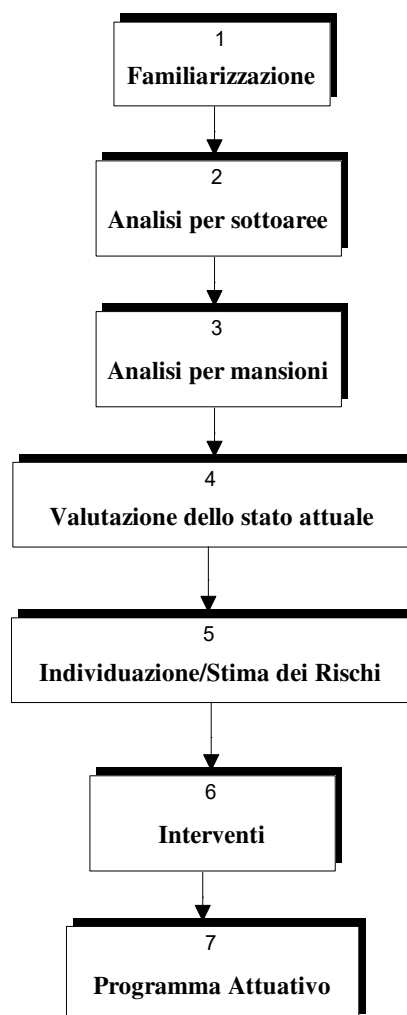 1
Familiarizzazione
2
Analisi per sottoaree
3
Analisi per mansioni
4
Valutazione dello stato attuale
5
Individuazione/Stima dei Rischi
6
Interventi
7
Programma Attuativo